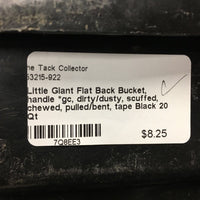 he Tack Collector
53215-922
Little Giant Flat Back Bucket,
handle *gc, dirty/dusty, scuffed,
chewed, pulled/bent, tape Black 20
Qt
$8.25
7Q8EE3